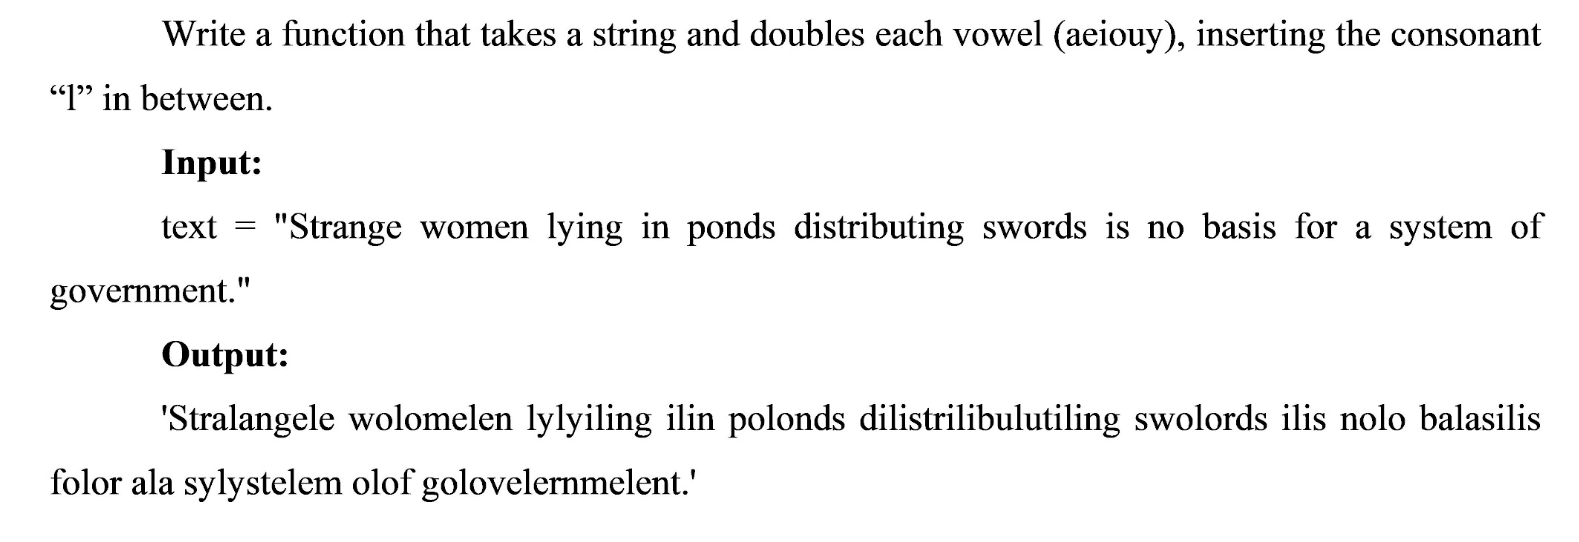 Write a function that takes a string and doubles each vowel (aeiouy), inserting the consonant
“l” in between.
Input:
text = "Strange women lying in ponds distributing swords is no basis for a system of
government."
Output:
'Stralangele wolomelen lylyiling ilin polonds dilistrilibulutiling swolords ilis nolo balasilis
folor ala sylystelem olof golovelernmelent.'